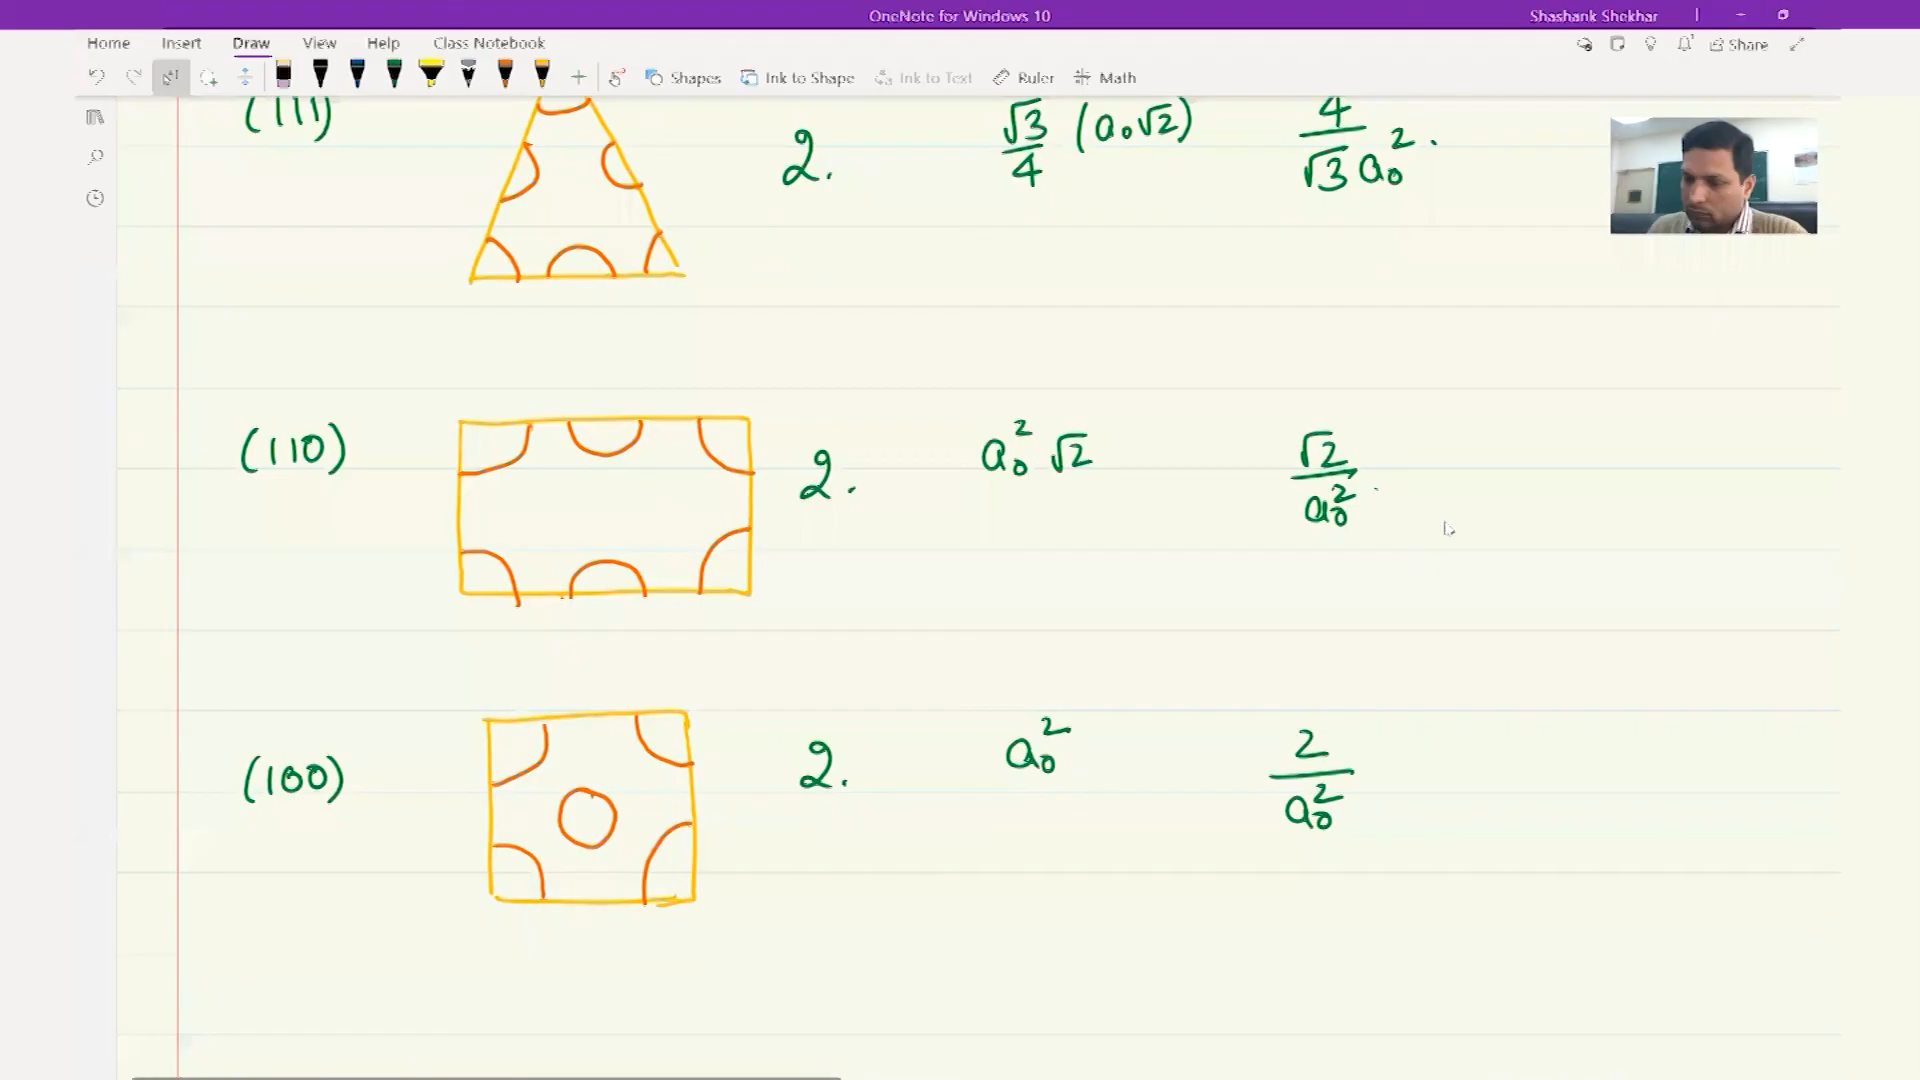 OneNote for Windows 10
Shashank Shekhar
Home Insert Draw View Help Class Notebook
Share
Shapes Ink to Shape Ink to Text Ruler Math
(111) 2. √3/4 (a₀√2) 4/√3a₀².
(110) 2. a₀²√2 √2/a₀².
(100) 2. a₀² 2/a₀²